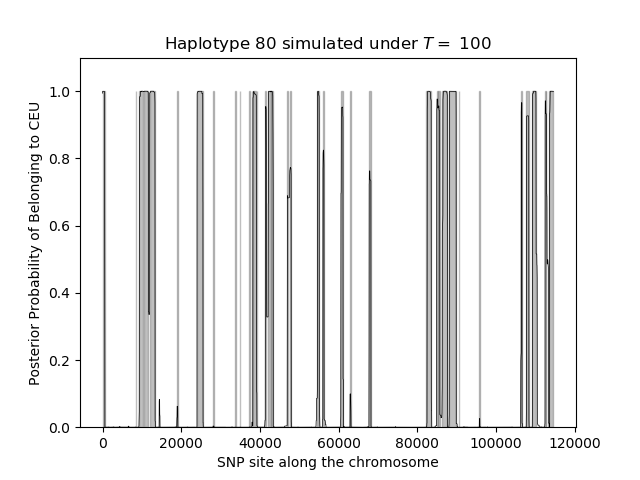 Haplotype 80 simulated under T = 100
1.0
0.8
0.6
0.4
0.2
0.0
Posterior Probability of Belonging to CEU
0 20000 40000 60000 80000 100000 120000
SNP site along the chromosome